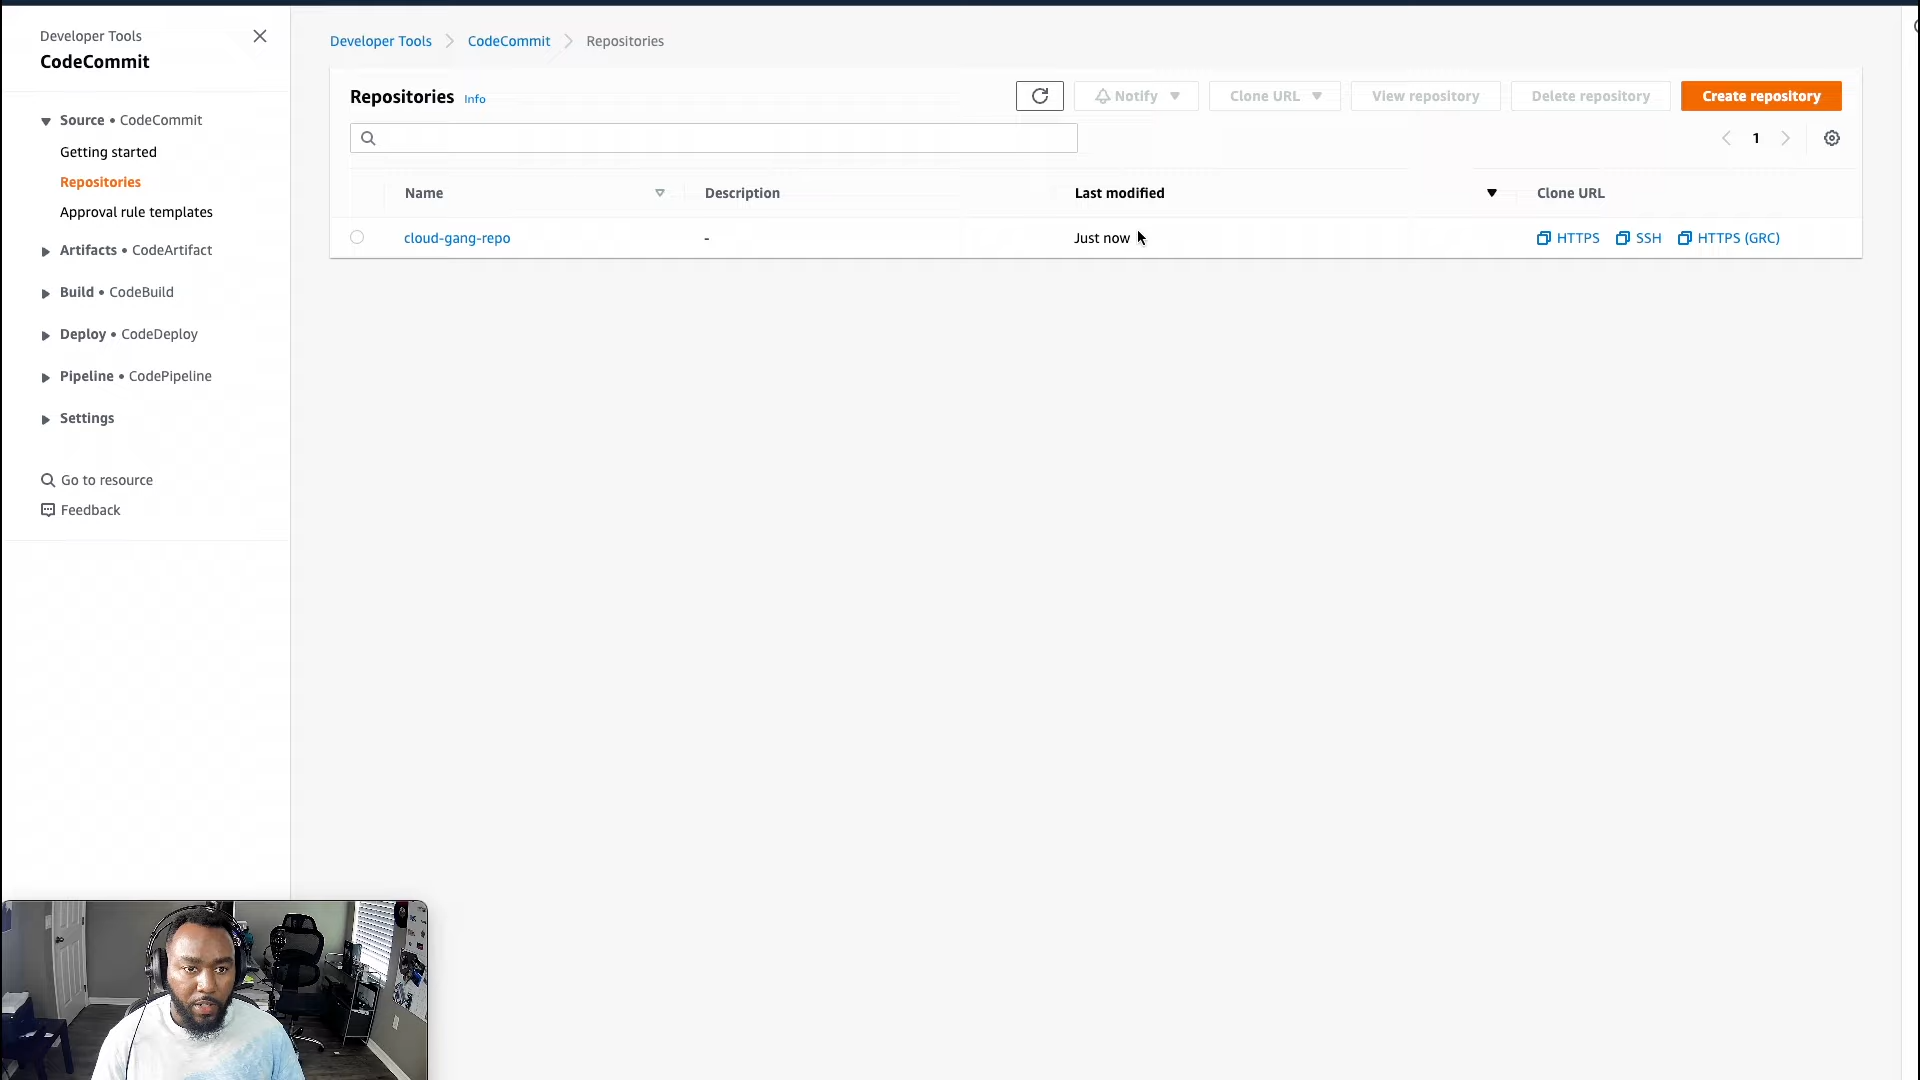 Developer Tools
CodeCommit
Source • CodeCommit
Getting started
Repositories
Approval rule templates
Artifacts • CodeArtifact
Build • CodeBuild
Deploy • CodeDeploy
Pipeline • CodePipeline
Settings
Go to resource
Feedback
Developer Tools CodeCommit Repositories
Repositories Info
Notify Clone URL View repository Delete repository Create repository
1
Name Description Last modified Clone URL
cloud-gang-repo - Just now HTTPS SSH HTTPS (GRC)